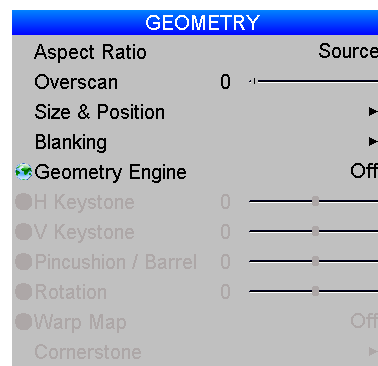 GEOMETRY
Aspect Ratio Source
Overscan 0
Size & Position
Blanking
Geometry Engine Off
H Keystone 0
V Keystone 0
Pincushion / Barrel 0
Rotation 0
Warp Map Off
Cornerstone